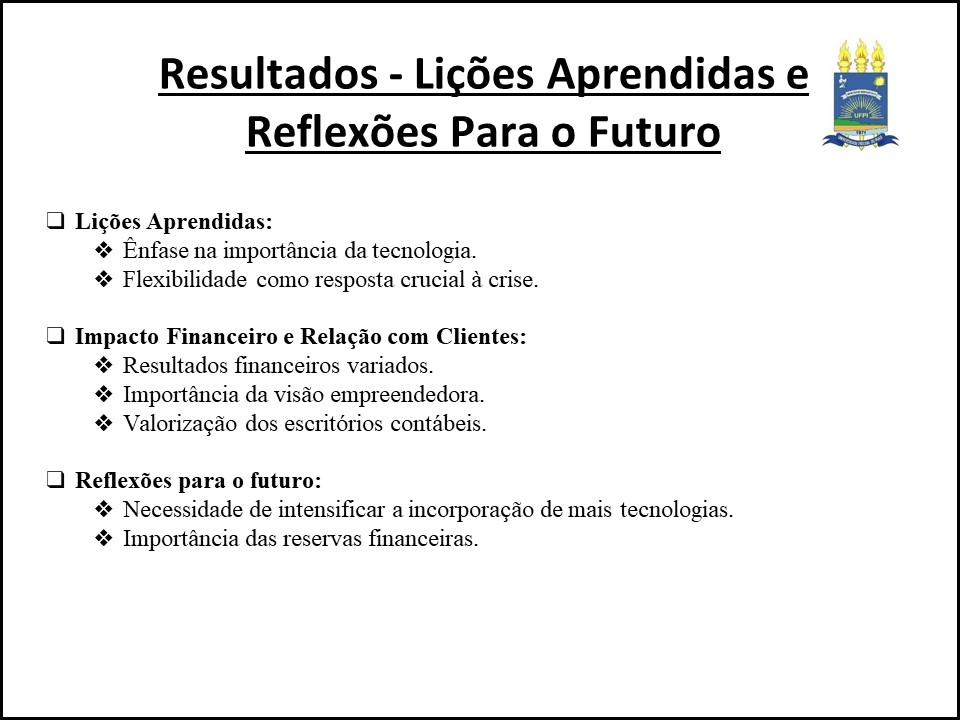 Resultados - Lições Aprendidas e
Reflexões Para o Futuro
UFPI
❑ Lições Aprendidas:
❖ Ênfase na importância da tecnologia.
❖ Flexibilidade como resposta crucial à crise.
❑ Impacto Financeiro e Relação com Clientes:
❖ Resultados financeiros variados.
❖ Importância da visão empreendedora.
❖ Valorização dos escritórios contábeis.
❑ Reflexões para o futuro:
❖ Necessidade de intensificar a incorporação de mais tecnologias.
❖ Importância das reservas financeiras.